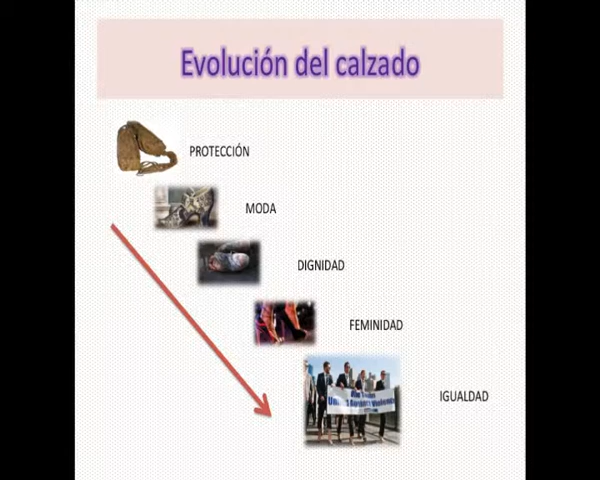 Evolución del calzado
PROTECCIÓN
MODA
DIGNIDAD
FEMINIDAD
IGUALDAD